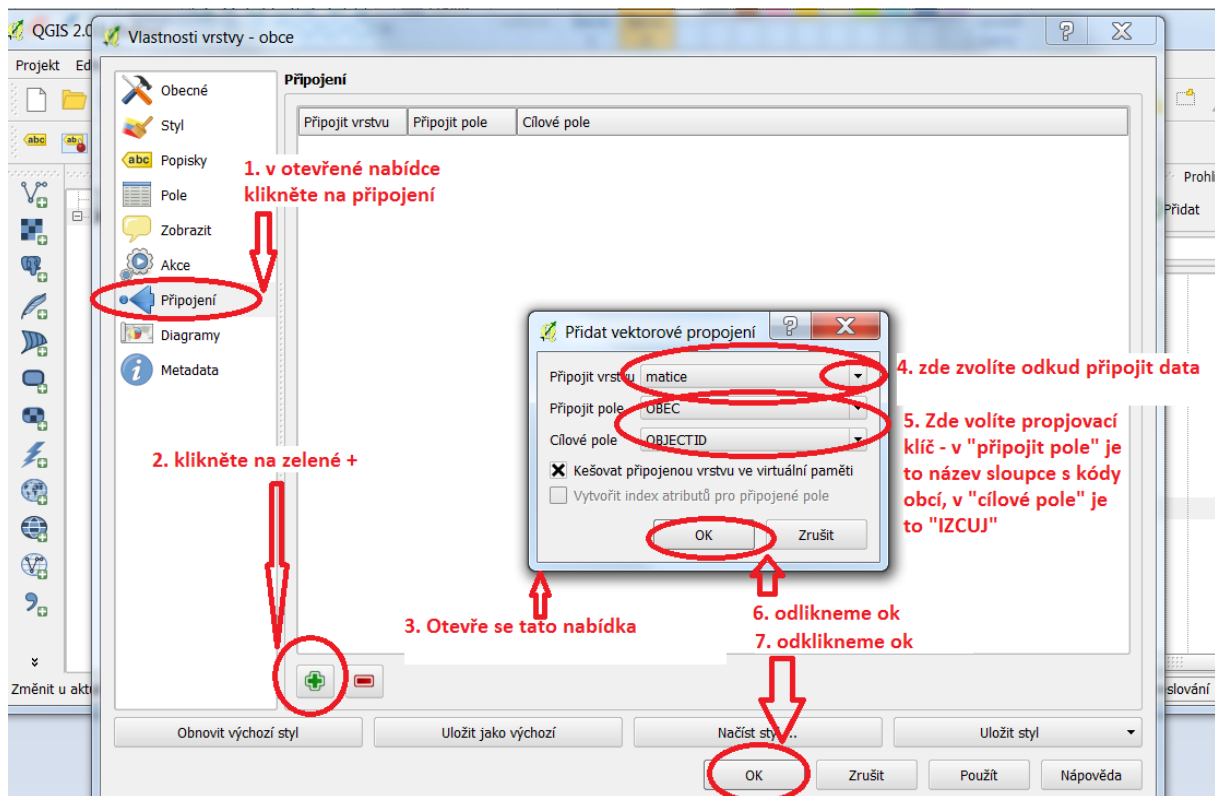 QGIS 2.0
Vlastnosti vrstvy - obce
Projekt Ed
Obecné
Styl
Popisky
Pole
Zobrazit
Akce
Připojení
Diagramy
Metadata
Připojení
Připojit vrstvu Připojit pole Cílové pole
1. v otevřené nabídce
klikněte na připojení
2. klikněte na zelené +
Přidat vektorové propojení
Připojit vrstvu matice
Připojit pole OBEC
Cílové pole OBJECTID
Kešovat připojenou vrstvu ve virtuální paměti
Vytvořit index atributů pro připojené pole
OK Zrušit
3. Otevře se tato nabídka
4. zde zvolíte odkud připojit data
5. Zde volíte propjovací
klíč - v "připojit pole" je
to název sloupce s kódy
obcí, v "cílové pole" je
to "IZCUJ"
6. odlikneme ok
7. odklikneme ok
Prohl
Přidat
abc
abc
abc
Změnit u akt
slování
Obnovit výchozí styl Uložit jako výchozí Načíst sty... Uložit styl
OK Zrušit Použít Nápověda